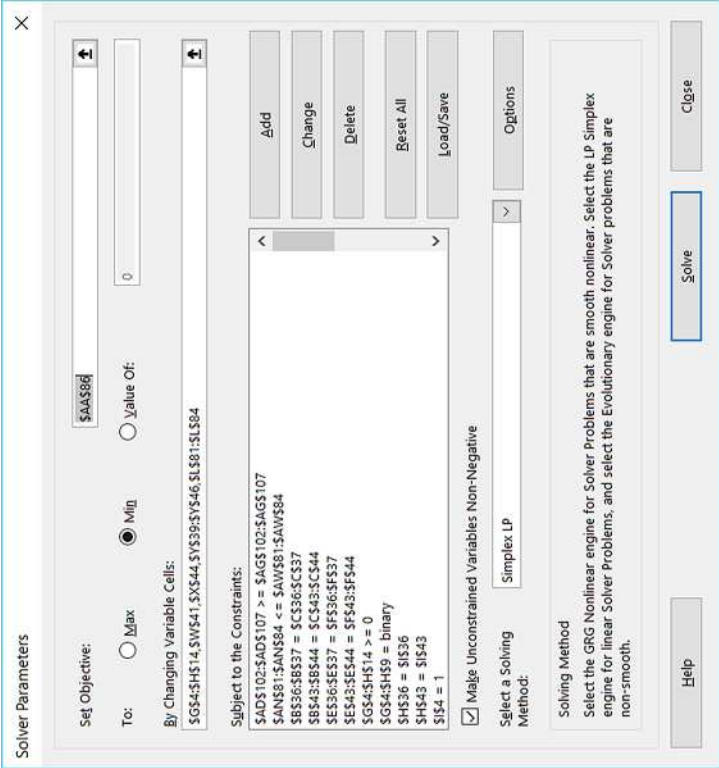 Solver Parameters
Set Objective:
$AA$86
To:
Max
Min
Value Of:
0
By Changing Variable Cells:
$G$4:$H$14,$W$41,$X$44,$Y$39:$Y$46,$L$81:$L$84
Subject to the Constraints:
$AD$102:$AD$107 >= $AG$102:$AG$107
$AN$81:$AN$84 <= $AW$81:$AW$84
$B$36:$B$37 = $C$36:$C$37
$B$43:$B$44 = $C$43:$C$44
$E$36:$E$37 = $F$36:$F$37
$E$43:$E$44 = $F$43:$F$44
$G$4:$H$14 >= 0
$G$4:$H$9 = binary
$H$36 = $I$36
$H$43 = $I$43
$I$4 = 1
Add
Change
Delete
Reset All
Load/Save
Make Unconstrained Variables Non-Negative
Select a Solving
Method:
Simplex LP
Options
Solving Method
Select the GRG Nonlinear engine for Solver Problems that are smooth nonlinear. Select the LP Simplex
engine for linear Solver Problems, and select the Evolutionary engine for Solver problems that are
non-smooth.
Help
Solve
Close